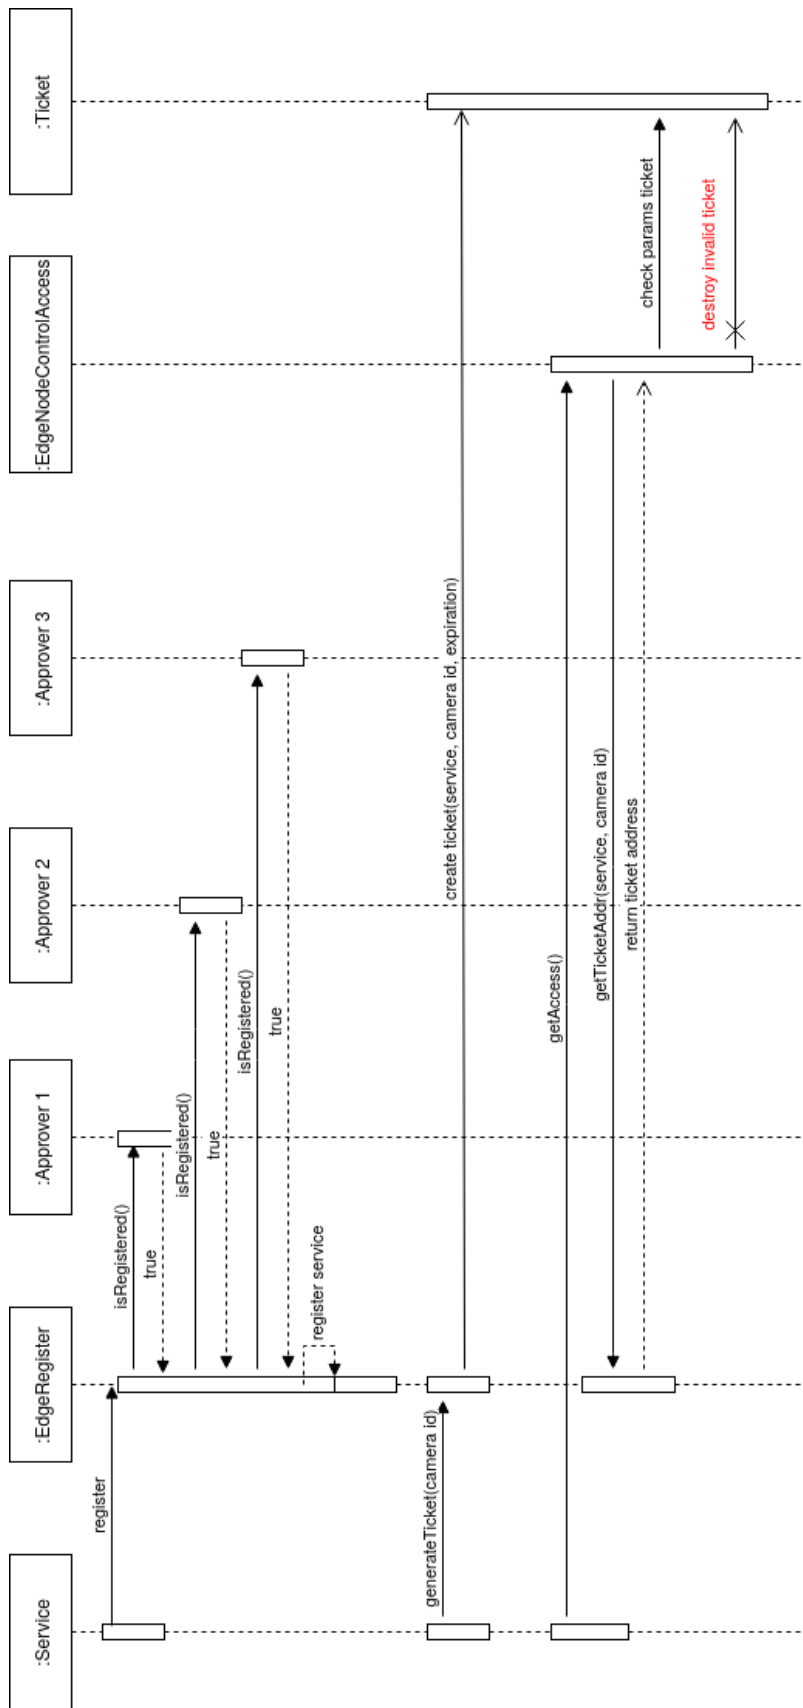 :Service
:EdgeRegister
:Approver 1
:Approver 2
:Approver 3
:EdgeNodeControlAccess
:Ticket
register
isRegistered()
true
isRegistered()
true
isRegistered()
true
register service
generateTicket(camera id)
create ticket(service, camera id, expiration)
getAccess()
getTicketAddr(service, camera id)
return ticket address
check params ticket
destroy invalid ticket